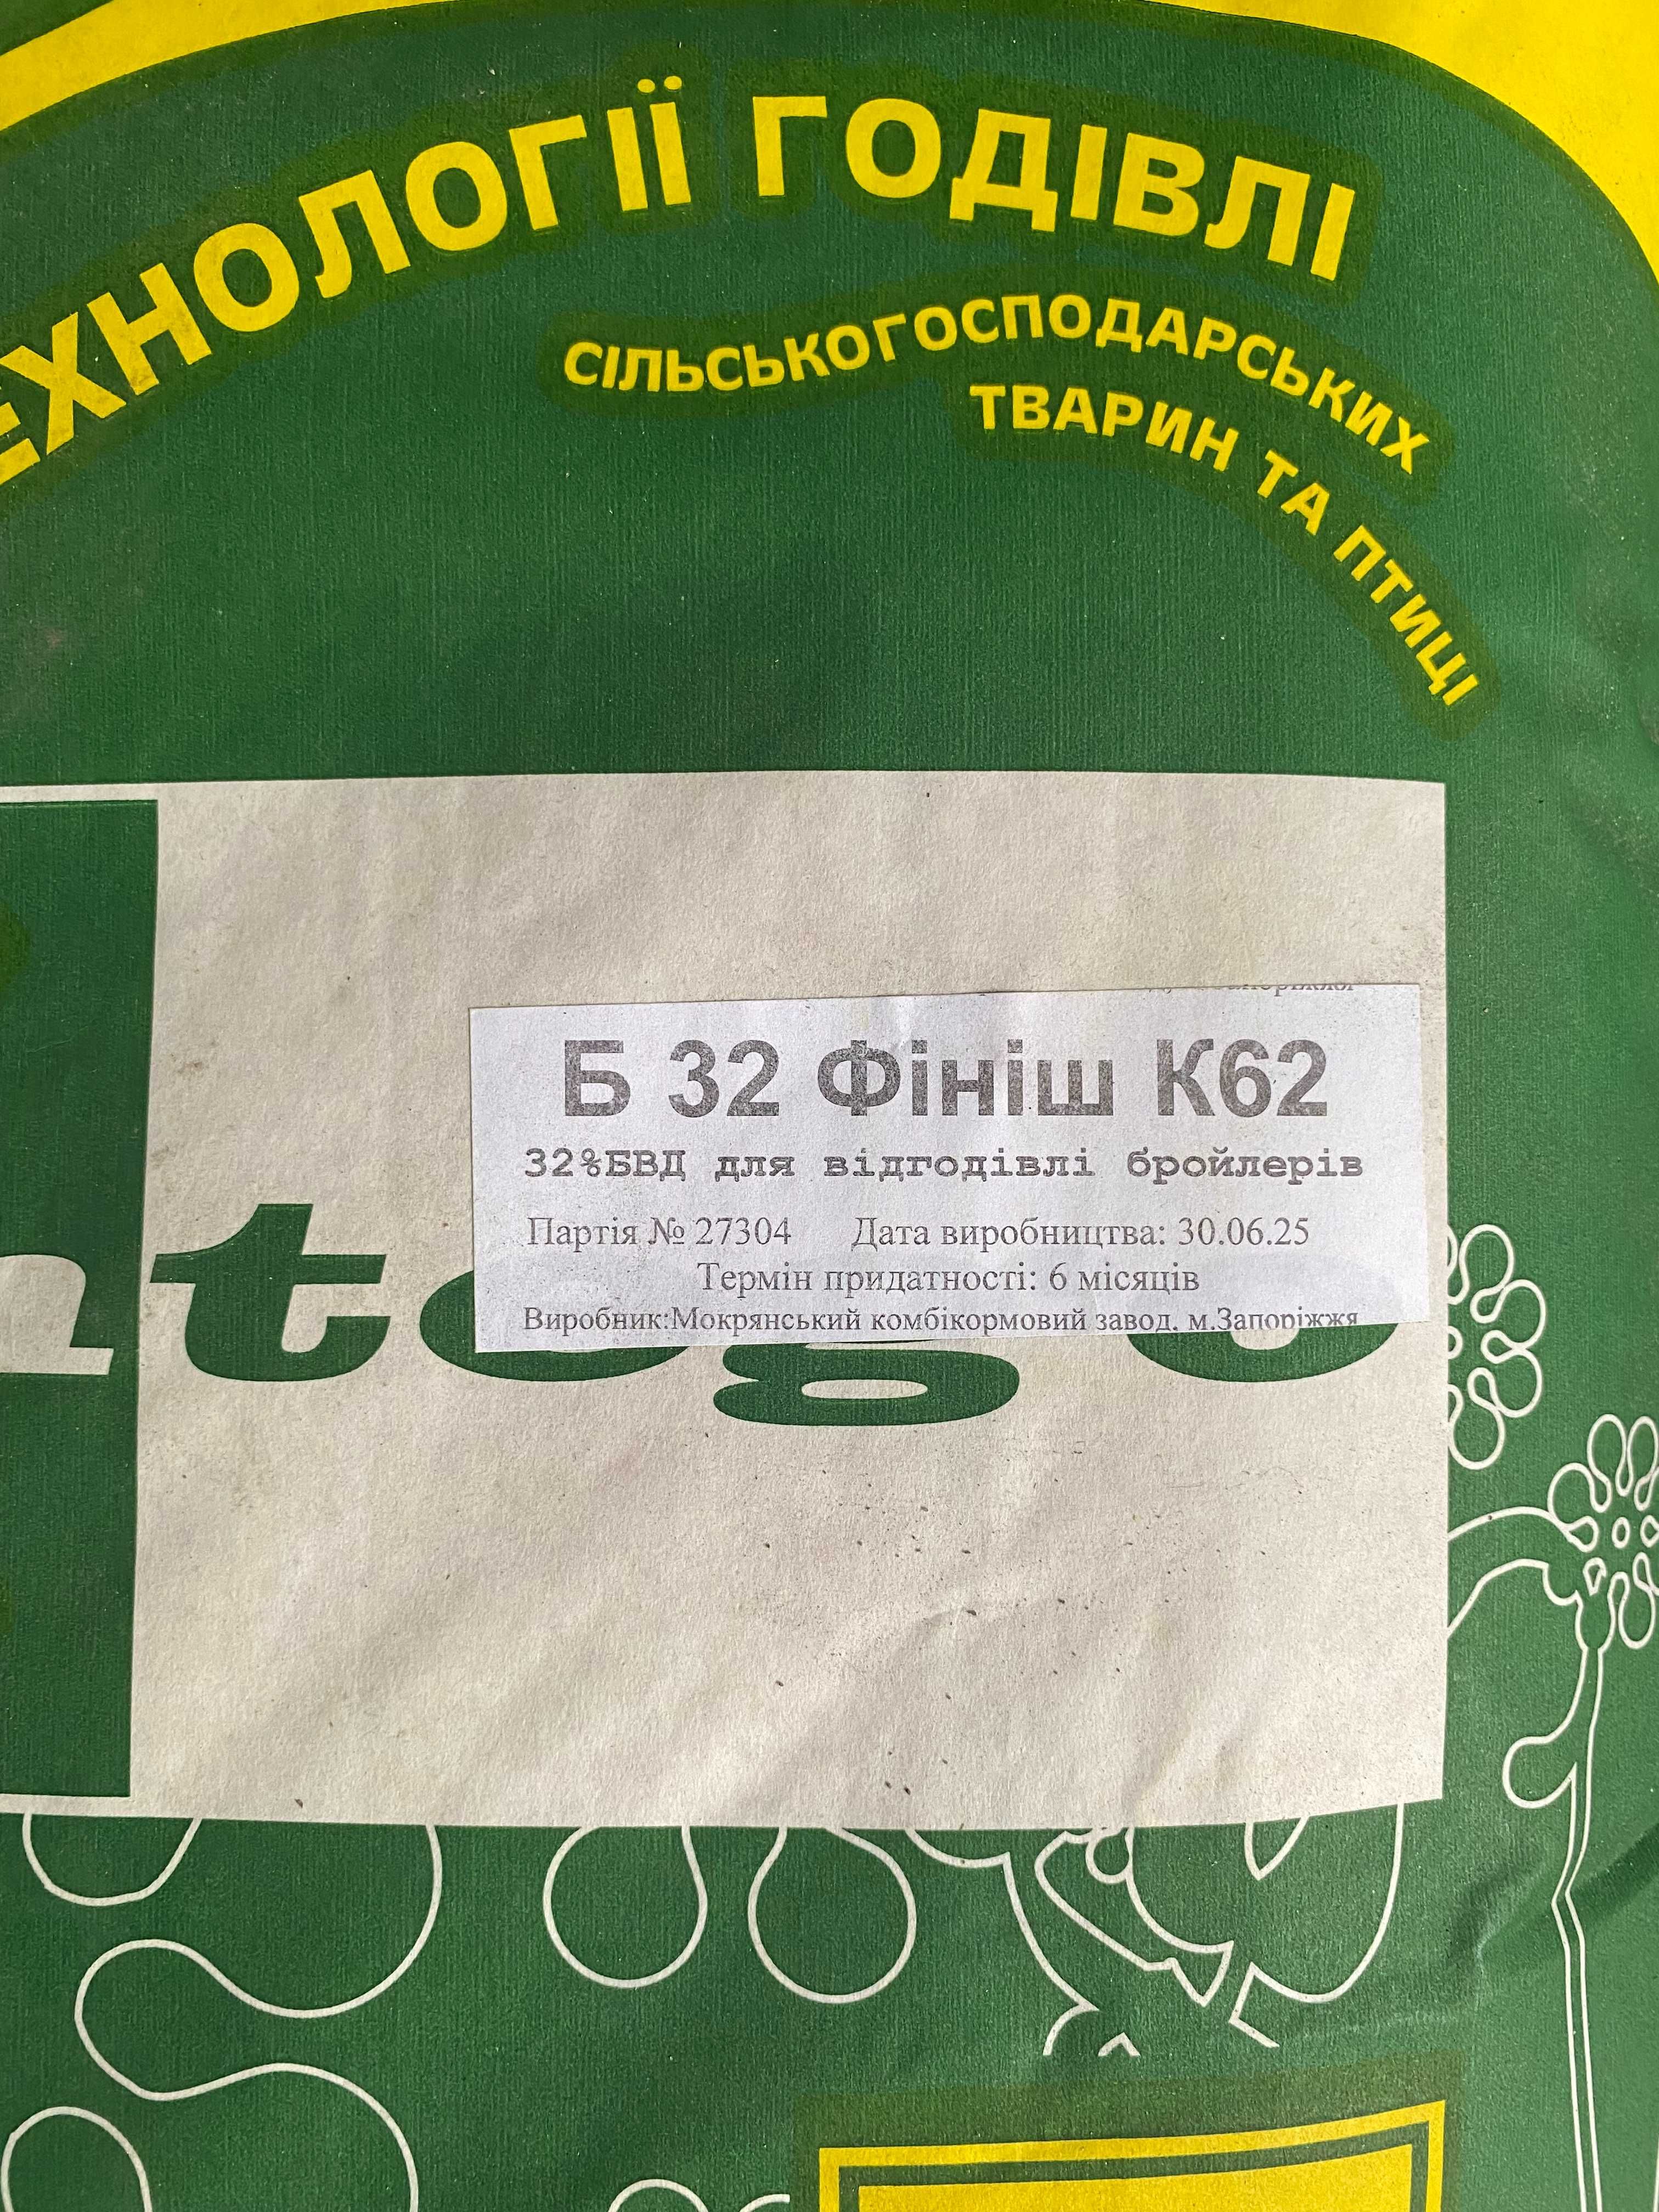 ЕХНОЛОГІЇ ГОДІВЛІ
СІЛЬСЬКОГОСПОДАРСЬКИХ
ТВАРИН ТА ПТИЦІ
Б 32 Фініш К62
32%БВД для відгодівлі бройлерів
Партія № 27304 Дата виробництва: 30.06.25
Термін придатності: 6 місяців
Виробник:Мокрянський комбікормовий завод, м.Запоріжжя